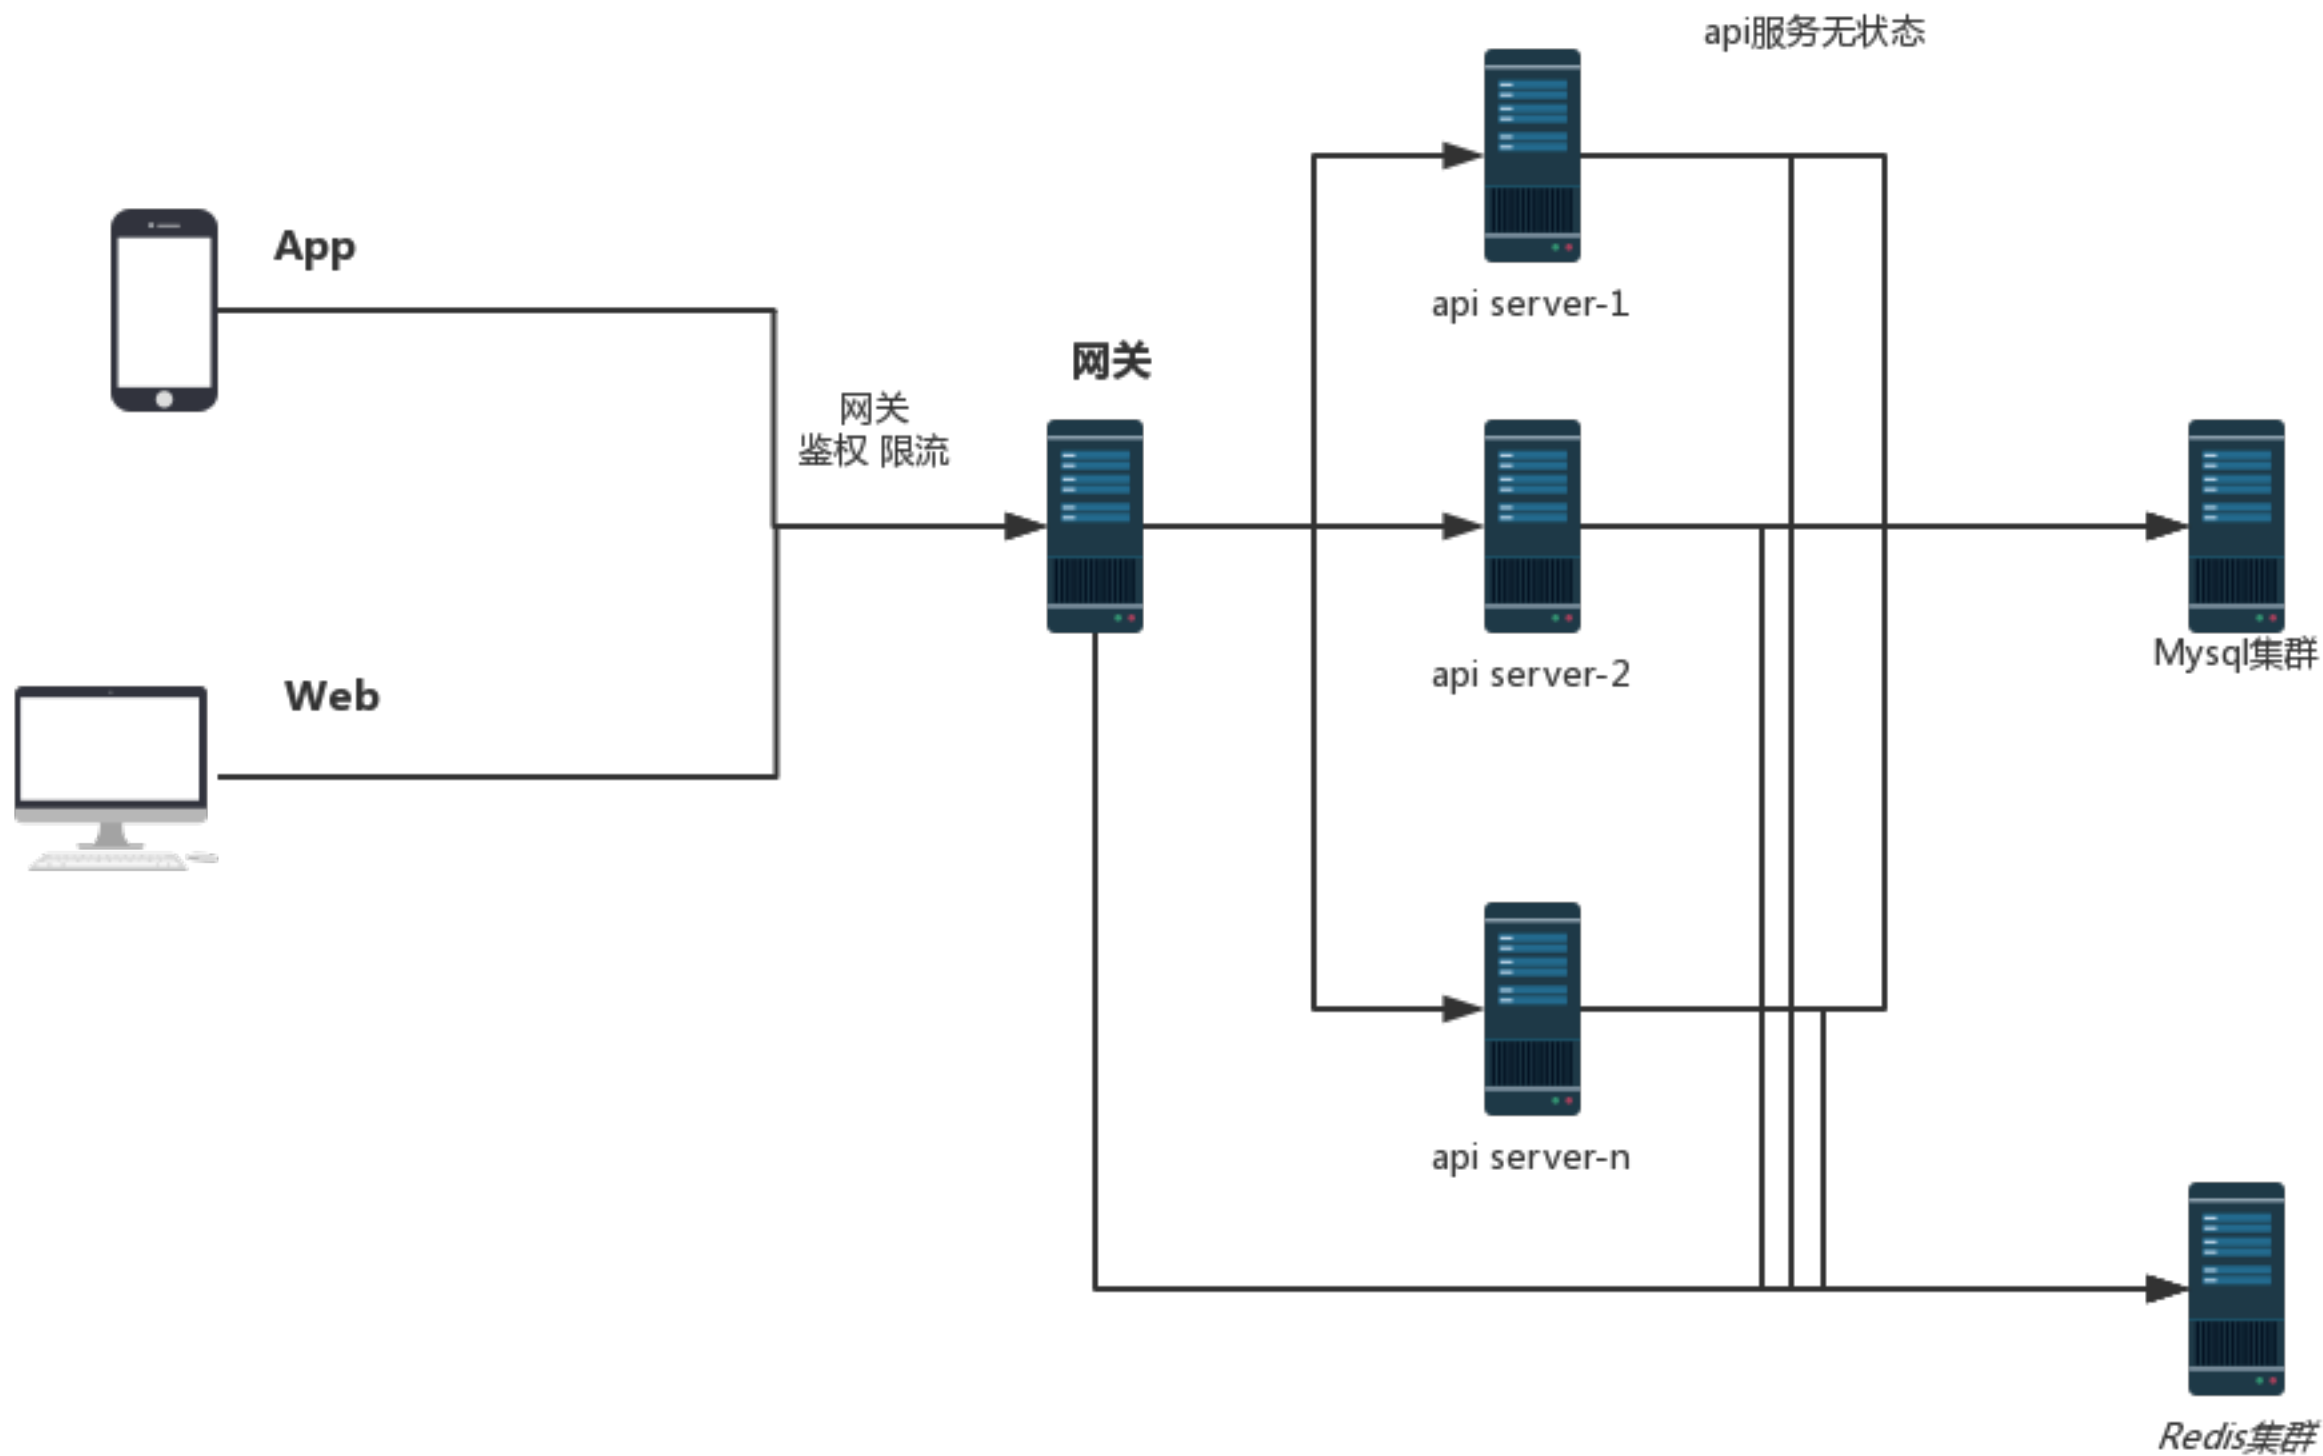 api服务无状态
App
api server-1
网关
网关
鉴权 限流
api server-2
Mysql集群
Web
api server-n
Redis集群